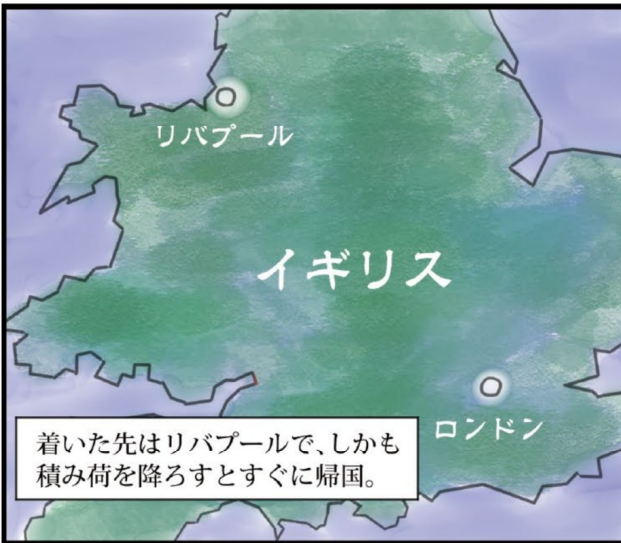 リバプール
イギリス
ロンドン
着いた先はリバプールで、しかも
積み荷を降ろすとすぐに帰国。